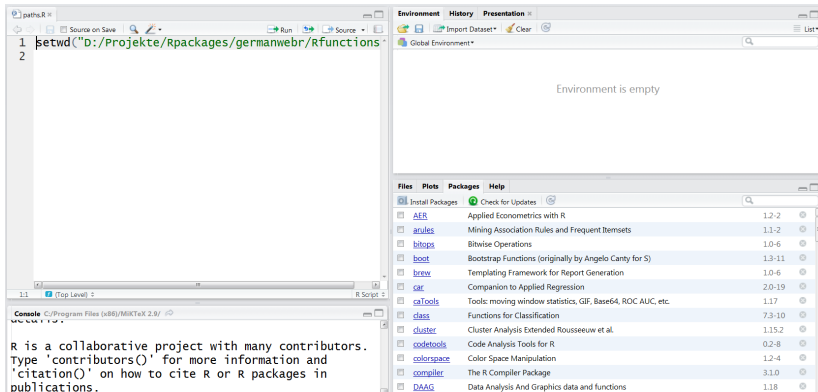 paths.R
Source on Save
Run
Source
1 setwd("D:/Projekte/Rpackages/germanwebr/Rfunctions
2
1:1 (Top Level) R Script
Console C:/Program Files (x86)/MiKTeX 2.9/
R is a collaborative project with many contributors.
Type 'contributors()' for more information and
'citation()' on how to cite R or R packages in
publications.
Environment History Presentation
Import Dataset Clear List
Global Environment
Environment is empty
Files Plots Packages Help
Install Packages Check for Updates
AER Applied Econometrics with R 1.2-2
arules Mining Association Rules and Frequent Itemsets 1.1-2
bitops Bitwise Operations 1.0-6
boot Bootstrap Functions (originally by Angelo Canty for S) 1.3-11
brew Templating Framework for Report Generation 1.0-6
car Companion to Applied Regression 2.0-19
caTools Tools: moving window statistics, GIF, Base64, ROC AUC, etc. 1.17
class Functions for Classification 7.3-10
cluster Cluster Analysis Extended Rousseeuw et al. 1.15.2
codetools Code Analysis Tools for R 0.2-8
colorspace Color Space Manipulation 1.2-4
compiler The R Compiler Package 3.1.0
DAAG Data Analysis And Graphics data and functions 1.18